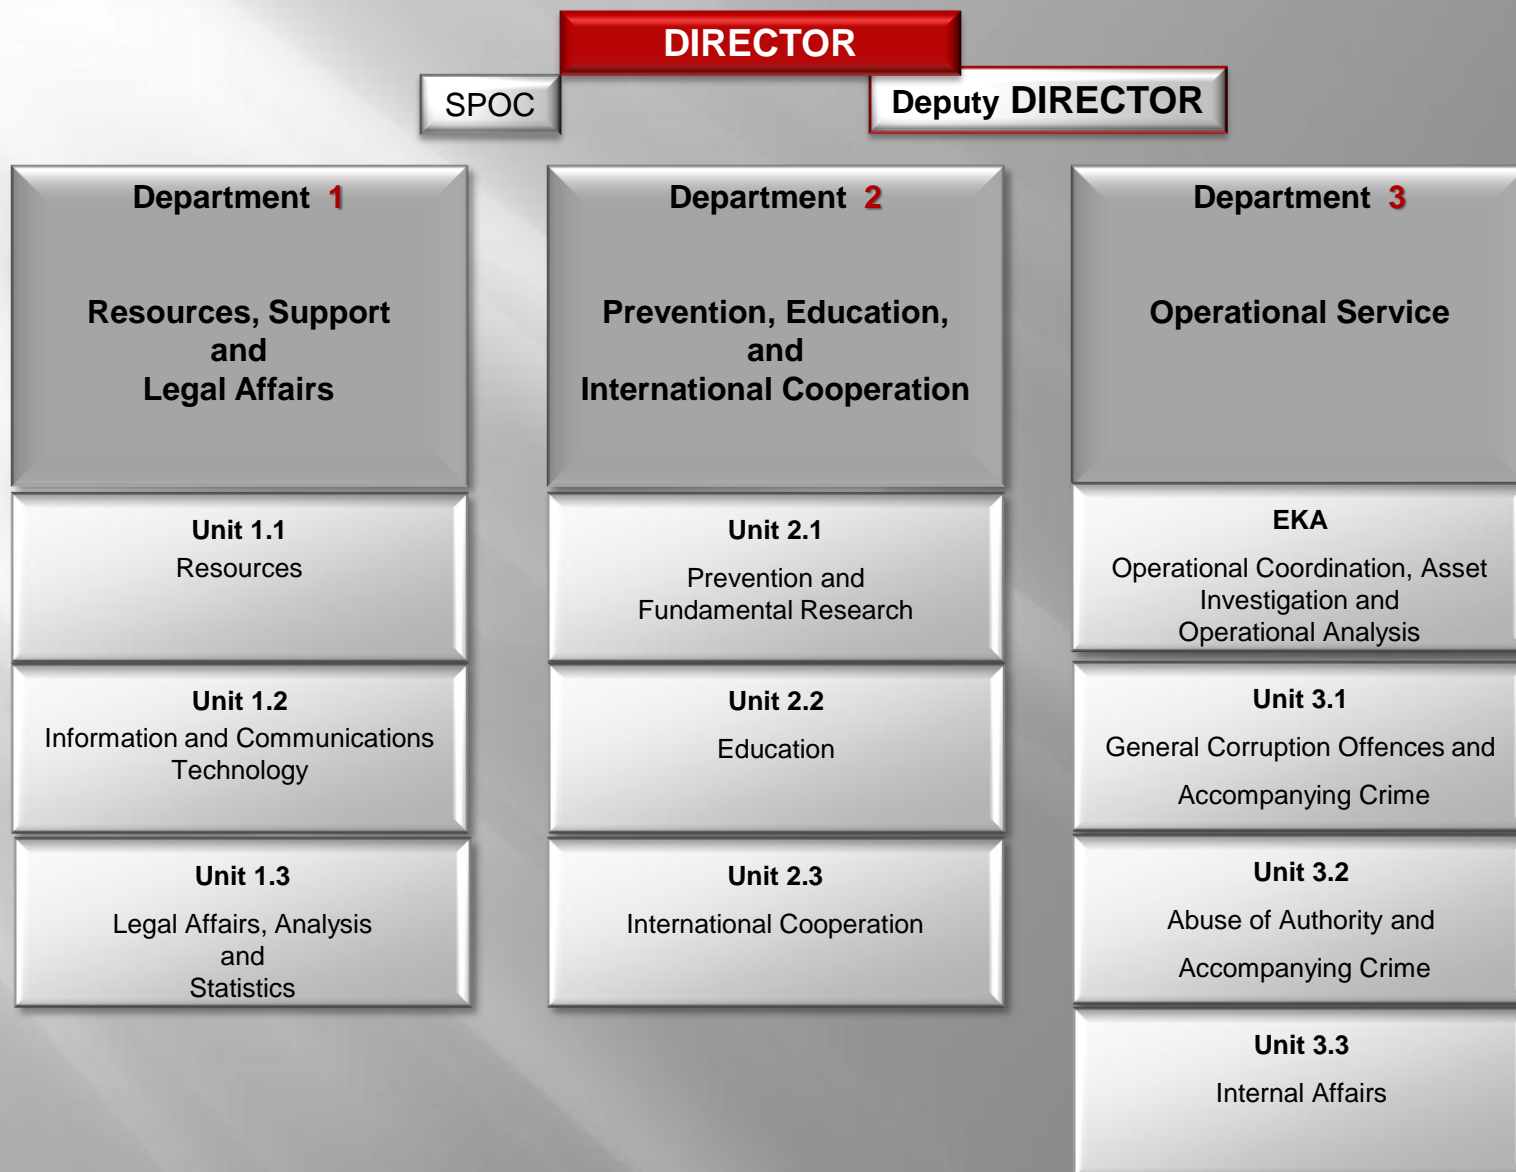 DIRECTOR
SPOC
Deputy DIRECTOR
Department 1
Resources, Support
and
Legal Affairs
Unit 1.1
Resources
Unit 1.2
Information and Communications
Technology
Unit 1.3
Legal Affairs, Analysis
and
Statistics
Department 2
Prevention, Education,
and
International Cooperation
Unit 2.1
Prevention and
Fundamental Research
Unit 2.2
Education
Unit 2.3
International Cooperation
Department 3
Operational Service
EKA
Operational Coordination, Asset
Investigation and
Operational Analysis
Unit 3.1
General Corruption Offences and
Accompanying Crime
Unit 3.2
Abuse of Authority and
Accompanying Crime
Unit 3.3
Internal Affairs